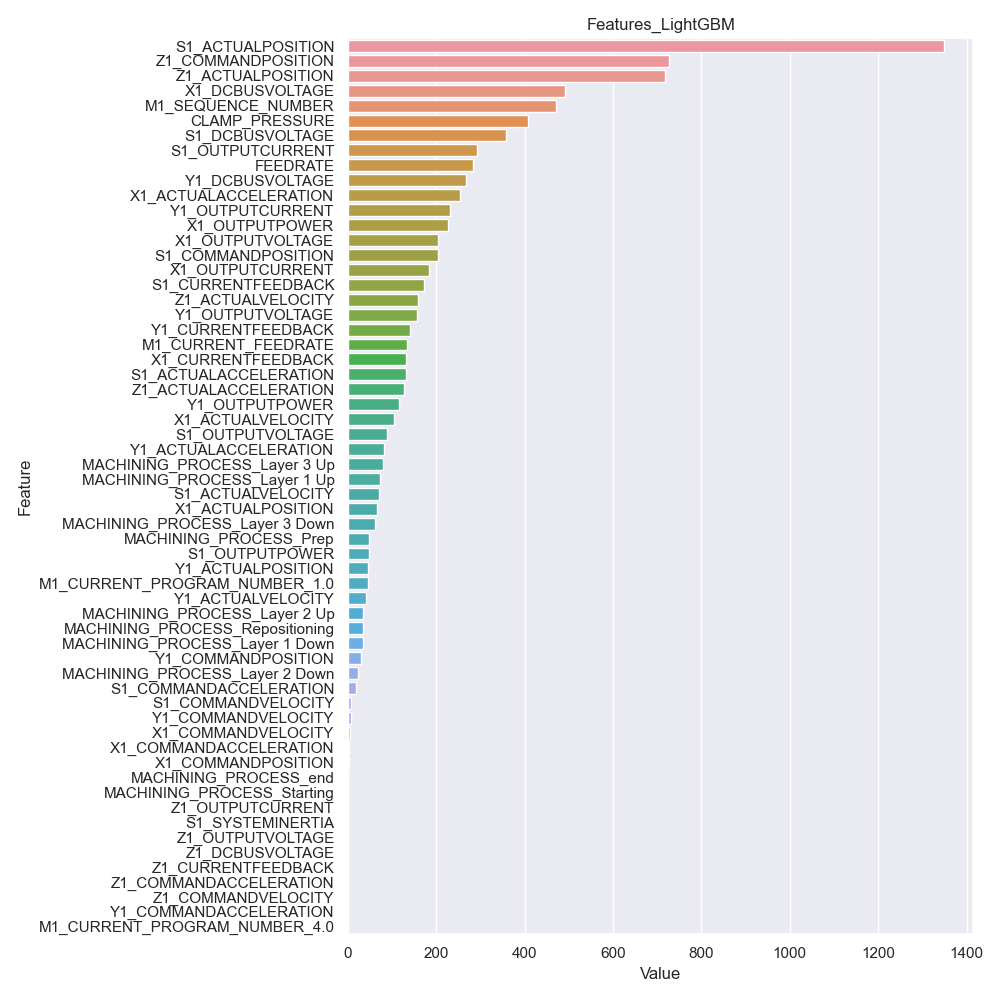 Features_LightGBM
S1_ACTUALPOSITION
Z1_COMMANDPOSITION
Z1_ACTUALPOSITION
X1_DCBUSVOLTAGE
M1_SEQUENCE_NUMBER
CLAMP_PRESSURE
S1_DCBUSVOLTAGE
S1_OUTPUTCURRENT
FEEDRATE
Y1_DCBUSVOLTAGE
X1_ACTUALACCELERATION
Y1_OUTPUTCURRENT
X1_OUTPUTPOWER
X1_OUTPUTVOLTAGE
S1_COMMANDPOSITION
X1_OUTPUTCURRENT
S1_CURRENTFEEDBACK
Z1_ACTUALVELOCITY
Y1_OUTPUTVOLTAGE
Y1_CURRENTFEEDBACK
M1_CURRENT_FEEDRATE
X1_CURRENTFEEDBACK
S1_ACTUALACCELERATION
Z1_ACTUALACCELERATION
Y1_OUTPUTPOWER
X1_ACTUALVELOCITY
S1_OUTPUTVOLTAGE
Y1_ACTUALACCELERATION
MACHINING_PROCESS_Layer 3 Up
MACHINING_PROCESS_Layer 1 Up
S1_ACTUALVELOCITY
X1_ACTUALPOSITION
MACHINING_PROCESS_Layer 3 Down
MACHINING_PROCESS_Prep
S1_OUTPUTPOWER
Y1_ACTUALPOSITION
M1_CURRENT_PROGRAM_NUMBER_1.0
Y1_ACTUALVELOCITY
MACHINING_PROCESS_Layer 2 Up
MACHINING_PROCESS_Repositioning
MACHINING_PROCESS_Layer 1 Down
Y1_COMMANDPOSITION
MACHINING_PROCESS_Layer 2 Down
S1_COMMANDACCELERATION
S1_COMMANDVELOCITY
Y1_COMMANDVELOCITY
X1_COMMANDVELOCITY
X1_COMMANDACCELERATION
X1_COMMANDPOSITION
MACHINING_PROCESS_end
MACHINING_PROCESS_Starting
Z1_OUTPUTCURRENT
S1_SYSTEMINERTIA
Z1_OUTPUTVOLTAGE
Z1_DCBUSVOLTAGE
Z1_CURRENTFEEDBACK
Z1_COMMANDACCELERATION
Z1_COMMANDVELOCITY
Y1_COMMANDACCELERATION
M1_CURRENT_PROGRAM_NUMBER_4.0
Feature
0 200 400 600 800 1000 1200 1400
Value